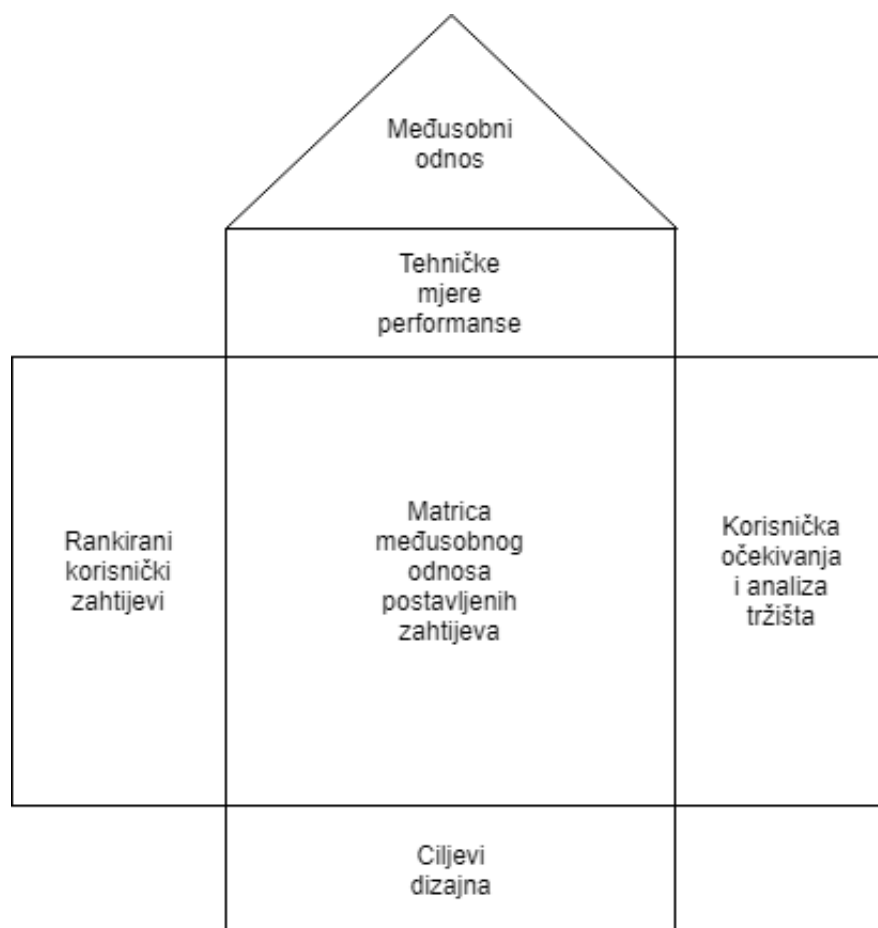 Međusobni
odnos
Tehničke
mjere
performanse
Rankirani
korisnički
zahtijevi
Matrica
međusobnog
odnosa
postavljenih
zahtijeva
Korisnička
očekivanja
i analiza
tržišta
Ciljevi
dizajna